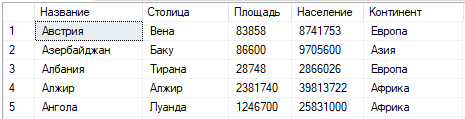 Название Столица Площадь Население Континент
1 Австрия Вена 83858 8741753 Европа
2 Азербайджан Баку 86600 9705600 Азия
3 Албания Тирана 28748 2866026 Европа
4 Алжир Алжир 2381740 39813722 Африка
5 Ангола Луанда 1246700 25831000 Африка